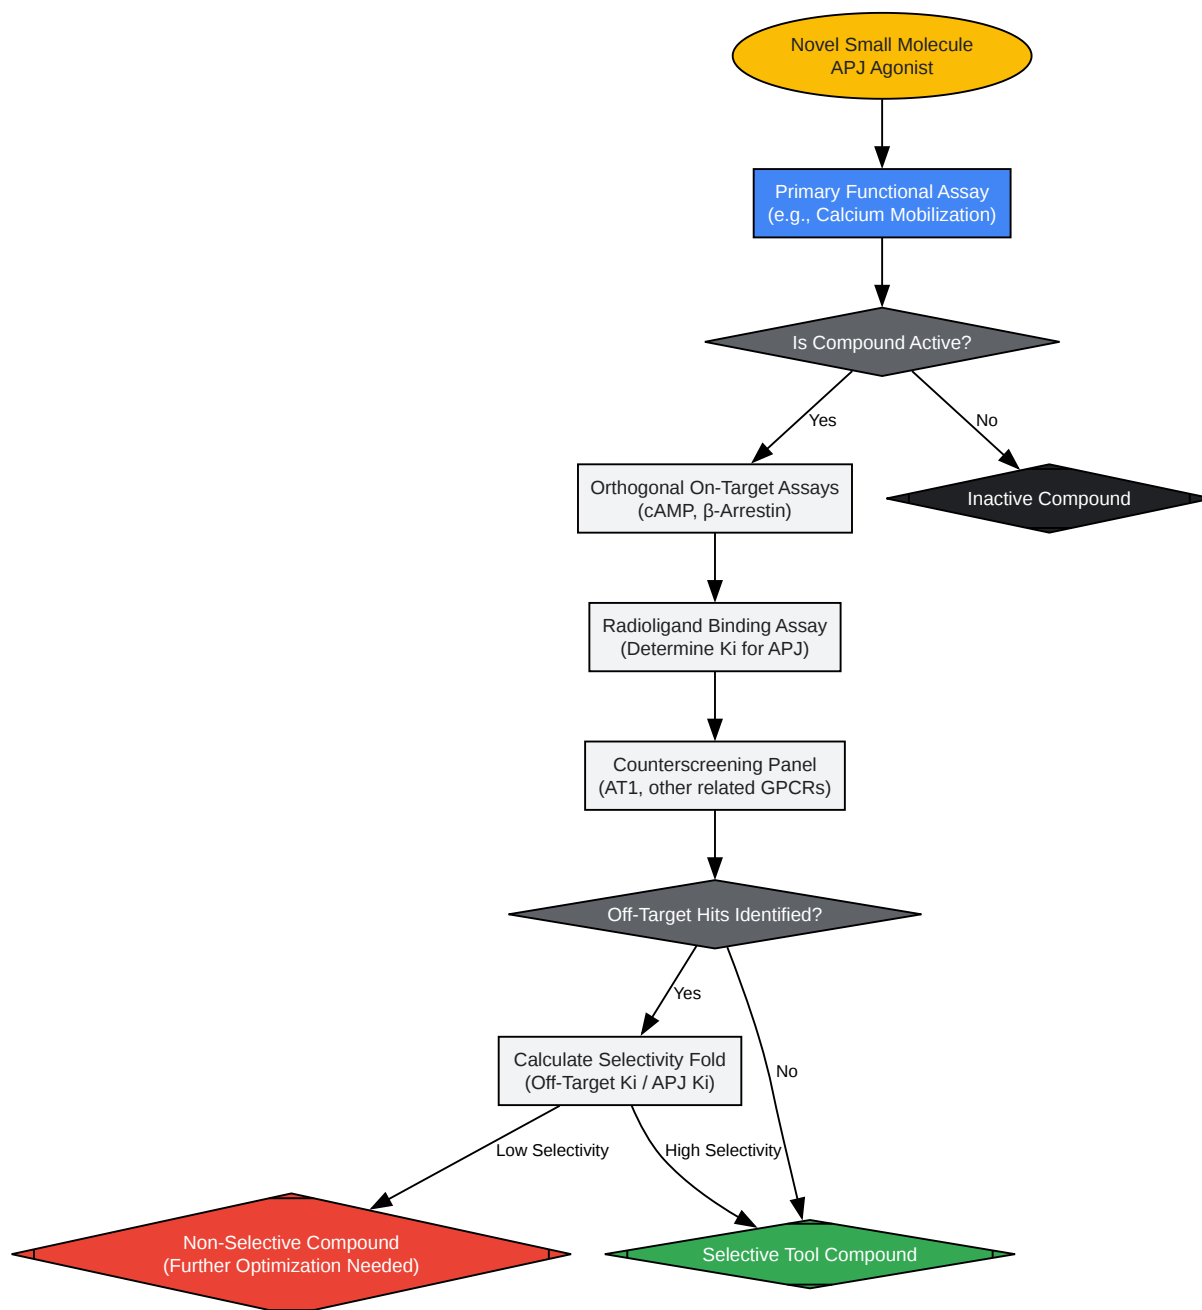 Novel Small Molecule
APJ Agonist
Primary Functional Assay
(e.g., Calcium Mobilization)
Is Compound Active?
Yes
No
Orthogonal On-Target Assays
(cAMP, β-Arrestin)
Inactive Compound
Radioligand Binding Assay
(Determine Ki for APJ)
Counterscreening Panel
(AT1, other related GPCRs)
Off-Target Hits Identified?
Yes
No
Calculate Selectivity Fold
(Off-Target Ki / APJ Ki)
Low Selectivity
High Selectivity
Non-Selective Compound
(Further Optimization Needed)
Selective Tool Compound